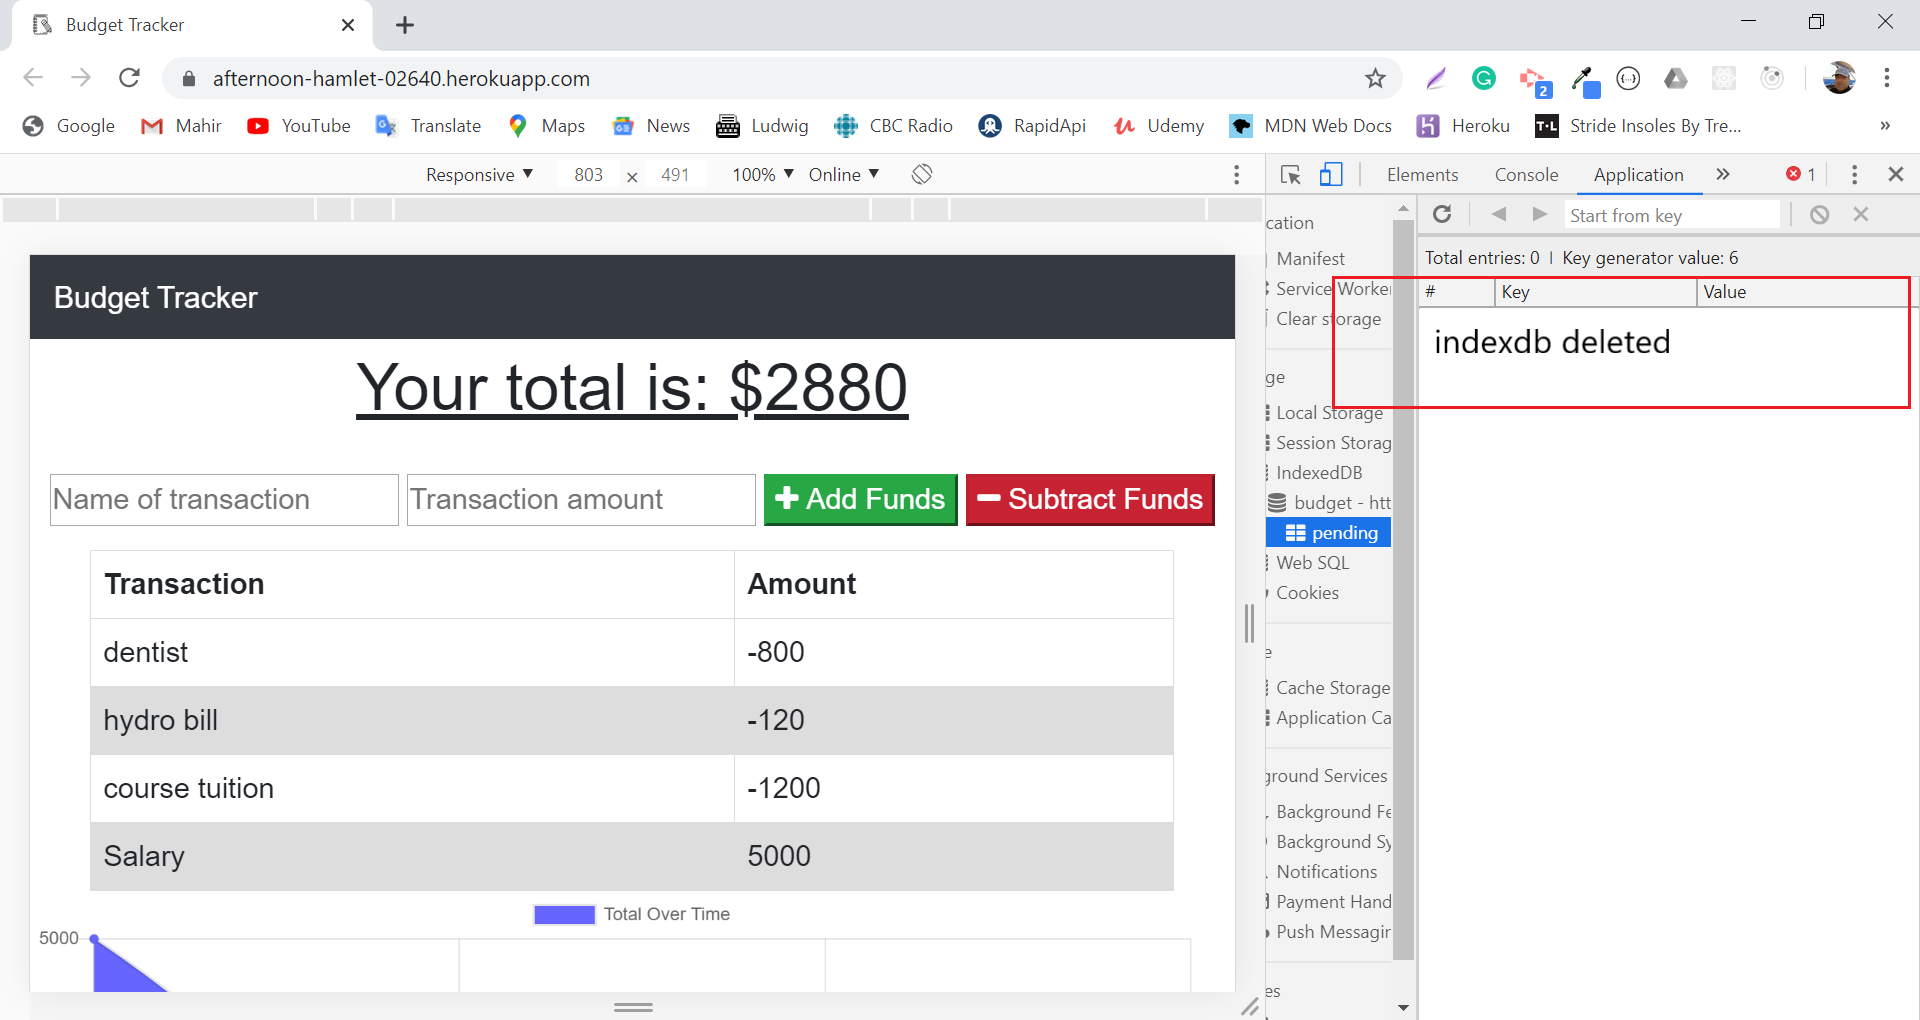 Budget Tracker
afternoon-hamlet-02640.herokuapp.com
2
Google Mahir YouTube Translate Maps News Ludwig CBC Radio RapidApi Udemy MDN Web Docs Heroku T·L Stride Insoles By Tre... »
Responsive ▼ 803 × 491 100% ▼ Online ▼
Elements Console Application » 1
Start from key
Total entries: 0 | Key generator value: 6
# Key Value
indexdb deleted
cation
Manifest
Service Worker
Clear storage
ge
Local Storage
Session Storag
IndexedDB
budget - htt
pending
Web SQL
Cookies
e
Cache Storage
Application Ca
ground Services
Background Fe
Background Sy
Notifications
Payment Hand
Push Messagin
es
Budget Tracker
Your total is: $2880
Name of transaction Transaction amount Add Funds Subtract Funds
Transaction Amount
dentist -800
hydro bill -120
course tuition -1200
Salary 5000
Total Over Time
5000